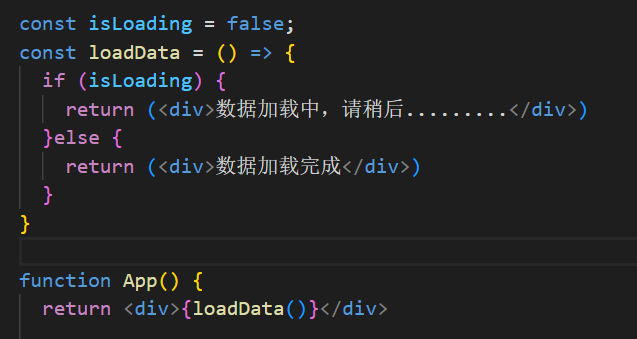 const isLoading = false;
const loadData = () => {
  if (isLoading) {
    return (<div>数据加载中，请稍后.........</div>)
  }else {
    return (<div>数据加载完成</div>)
  }
}
function App() {
  return <div>{loadData()}</div>